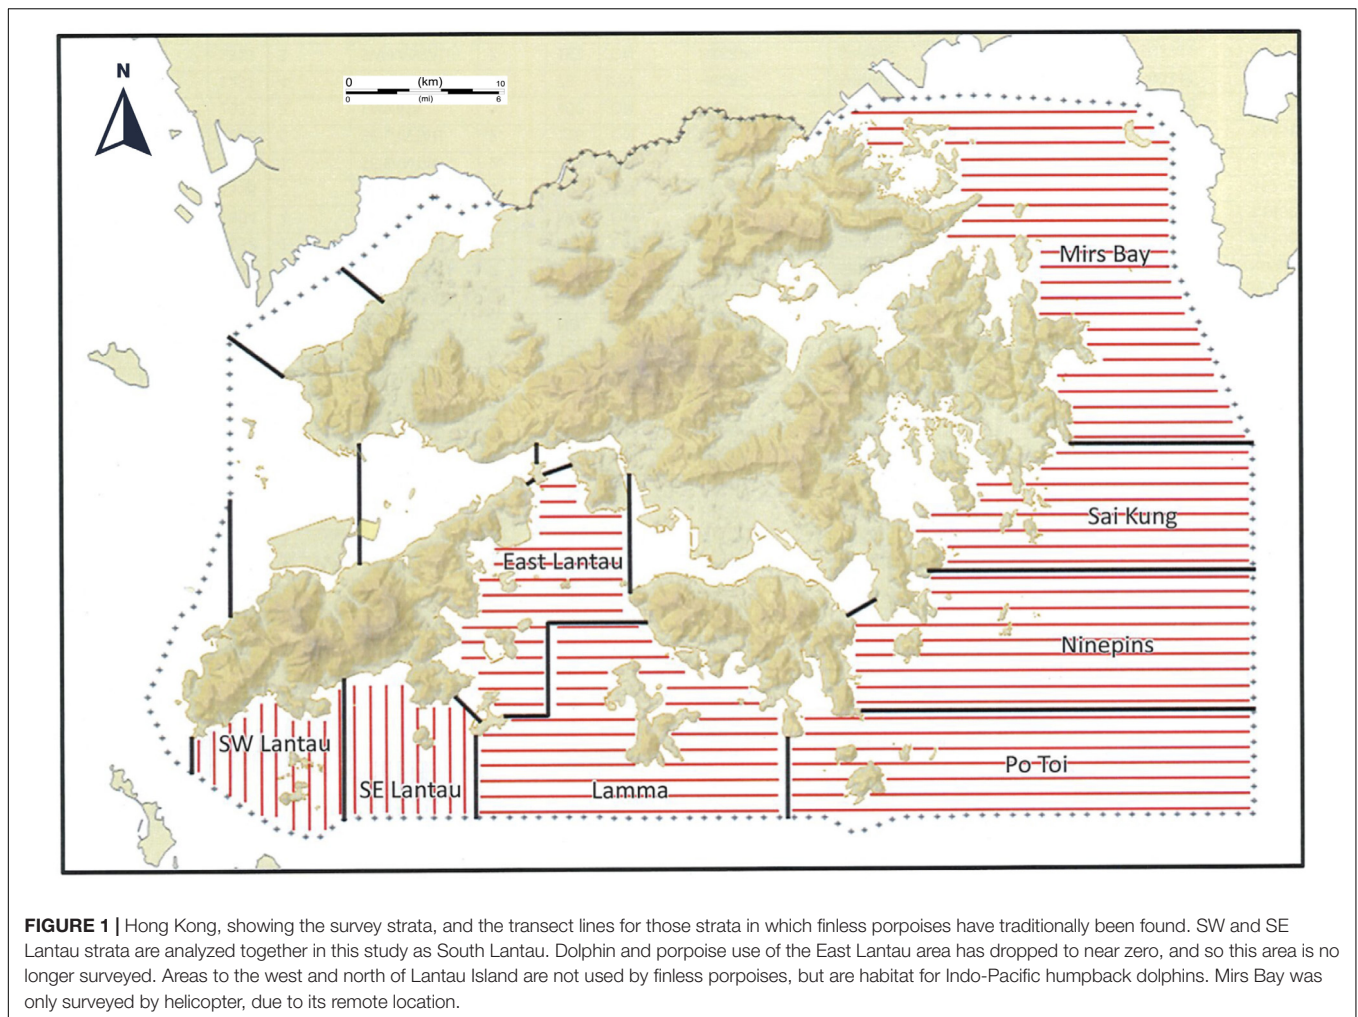 N
0 (km) 10
0 (mi) 6
Mirs Bay
Sai Kung
East Lantau
Ninepins
SW Lantau
SE Lantau
Lamma
Po Toi
FIGURE 1 | Hong Kong, showing the survey strata, and the transect lines for those strata in which finless porpoises have traditionally been found. SW and SE
Lantau strata are analyzed together in this study as South Lantau. Dolphin and porpoise use of the East Lantau area has dropped to near zero, and so this area is no
longer surveyed. Areas to the west and north of Lantau Island are not used by finless porpoises, but are habitat for Indo-Pacific humpback dolphins. Mirs Bay was
only surveyed by helicopter, due to its remote location.